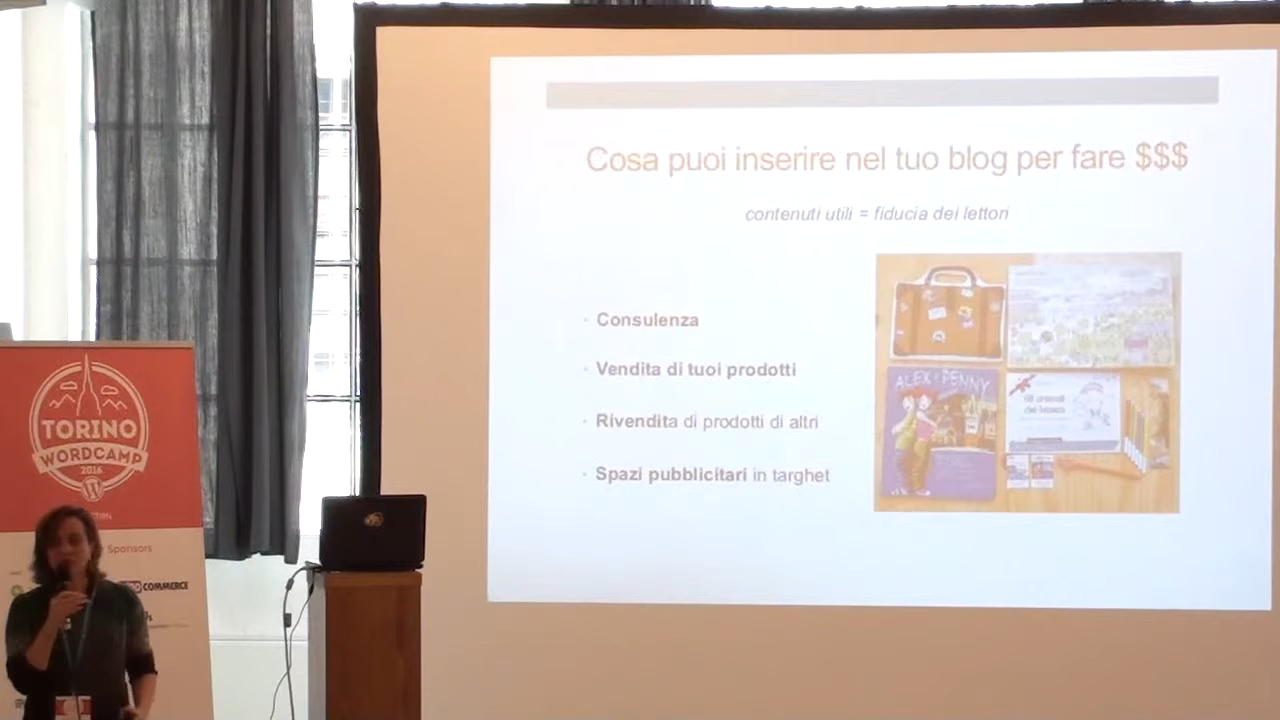 Cosa puoi inserire nel tuo blog per fare $$$
contenuti utili = fiducia dei lettori
Consulenza
Vendita di tuoi prodotti
Rivendita di prodotti di altri
Spazi pubblicitari in targhet
ALEX + PENNY
TORINO
WORDCAMP
2016
Sponsors
COMMERCE